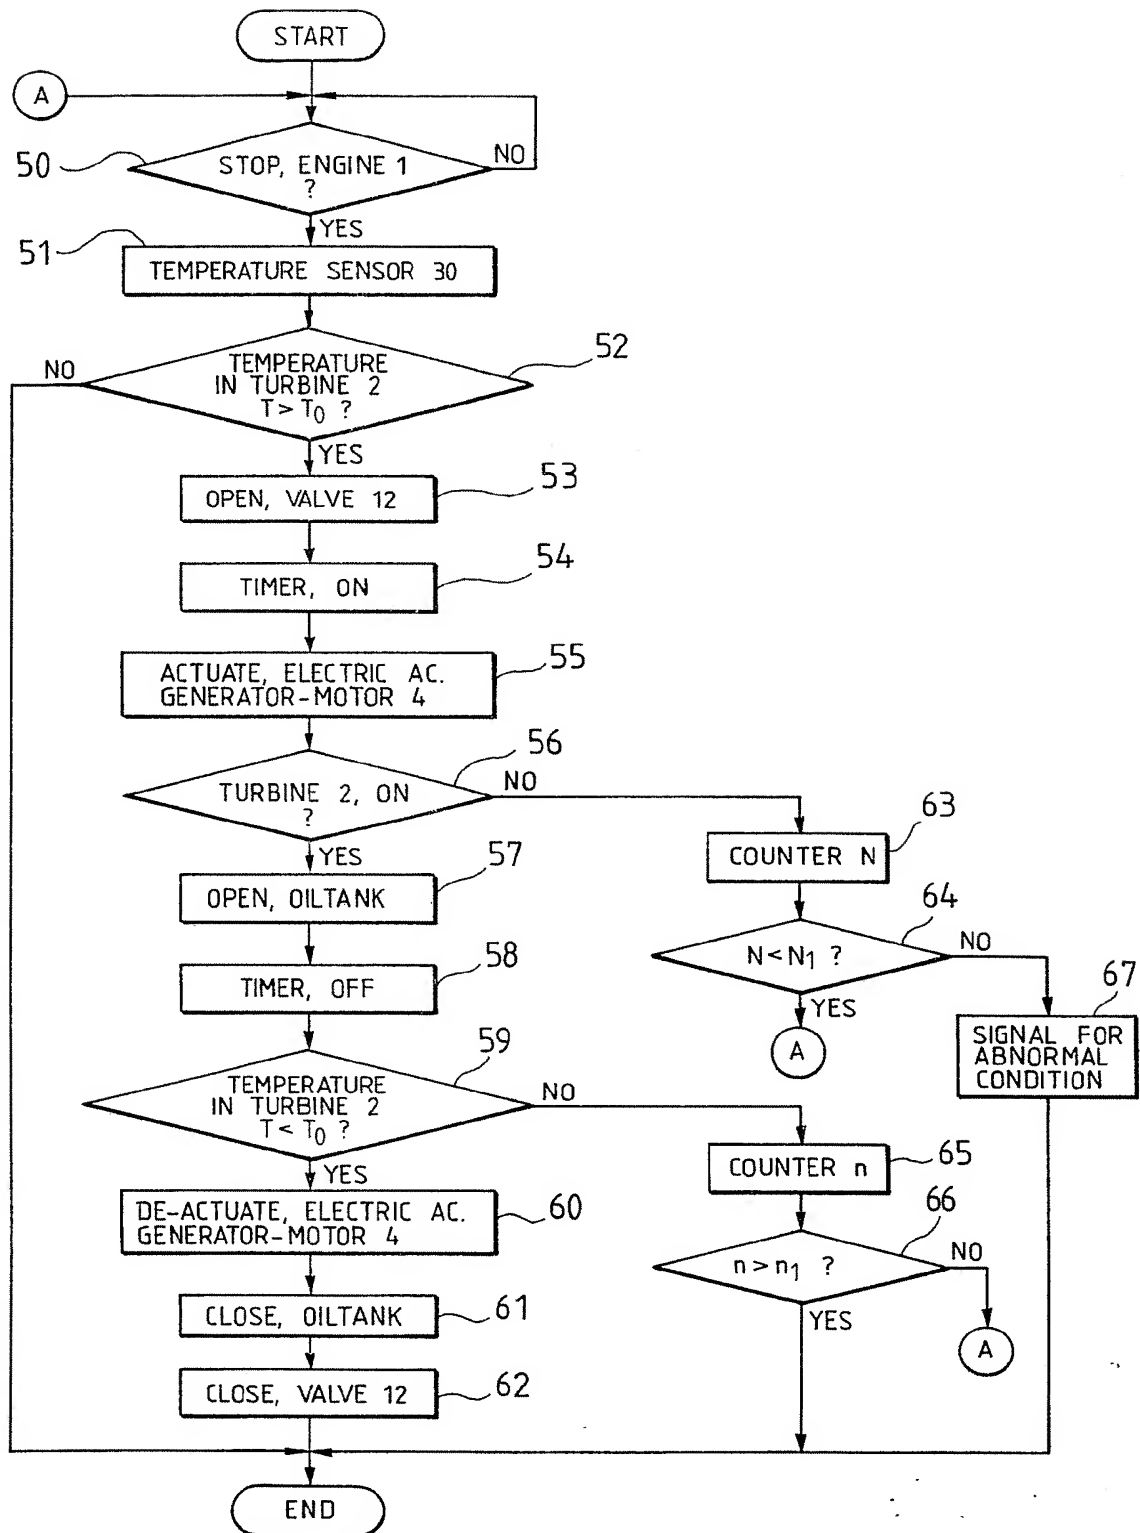 START
A
50
STOP, ENGINE 1
?
NO
YES
51
TEMPERATURE SENSOR 30
NO
TEMPERATURE
IN TURBINE 2
T > T0 ?
52
YES
OPEN, VALVE 12
53
TIMER, ON
54
ACTUATE, ELECTRIC AC.
GENERATOR-MOTOR 4
55
TURBINE 2, ON
?
56
NO
YES
COUNTER N
63
OPEN, OILTANK
57
N < N1 ?
64
NO
YES
A
TIMER, OFF
58
67
SIGNAL FOR
ABNORMAL
CONDITION
TEMPERATURE
IN TURBINE 2
T < T0 ?
59
NO
YES
COUNTER n
65
DE-ACTUATE, ELECTRIC AC.
GENERATOR-MOTOR 4
60
n > n1 ?
66
NO
YES
A
CLOSE, OILTANK
61
CLOSE, VALVE 12
62
END